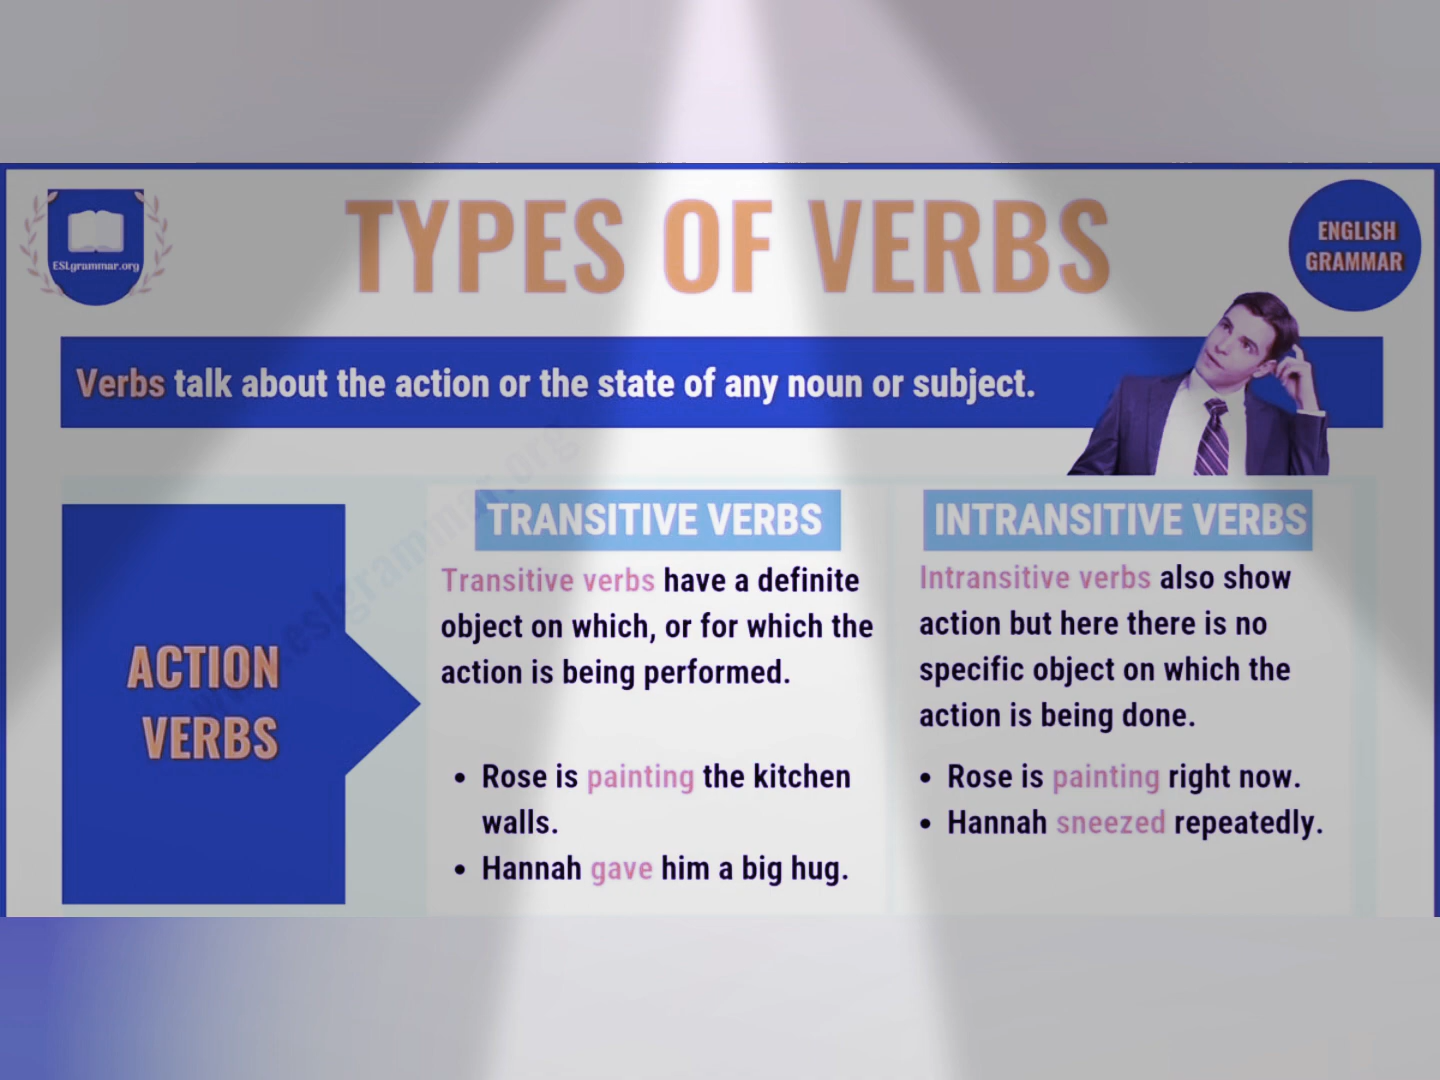 TYPES OF VERBS
ESLgrammar.org
ENGLISH
GRAMMAR
Verbs talk about the action or the state of any noun or subject.
www.eslgrammar.org
ACTION
VERBS
TRANSITIVE VERBS
Transitive verbs have a definite
object on which, or for which the
action is being performed.
• Rose is painting the kitchen
walls.
• Hannah gave him a big hug.
INTRANSITIVE VERBS
Intransitive verbs also show
action but here there is no
specific object on which the
action is being done.
• Rose is painting right now.
• Hannah sneezed repeatedly.